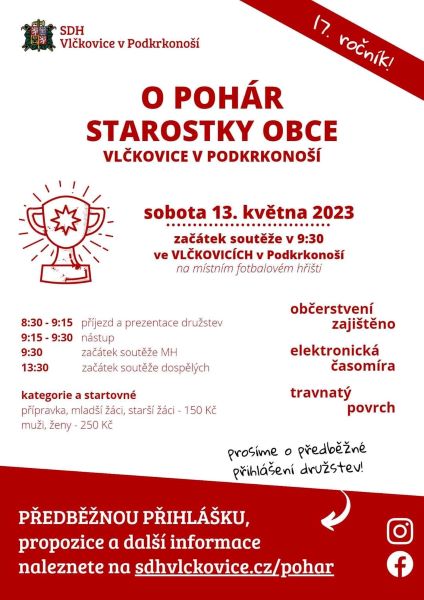 SDH
Vlčkovice v Podkrkonoší
17. ročník!
O POHÁR
STAROSTKY OBCE
VLČKOVICE V PODKRKONOŠÍ
sobota 13. května 2023
začátek soutěže v 9:30
ve VLČKOVICÍCH v Podkrkonoší
na místním fotbalovém hřišti
8:30 - 9:15 příjezd a prezentace družstev
9:15 - 9:30 nástup
9:30 začátek soutěže MH
13:30 začátek soutěže dospělých
kategorie a startovné
přípravka, mladší žáci, starší žáci - 150 Kč
muži, ženy - 250 Kč
občerstvení
zajištěno
elektronická
časomíra
travnatý
povrch
prosíme o předběžné
přihlášení družstev!
PŘEDBĚŽNOU PŘIHLÁŠKU,
propozice a další informace
naleznete na sdhvlckovice.cz/pohar